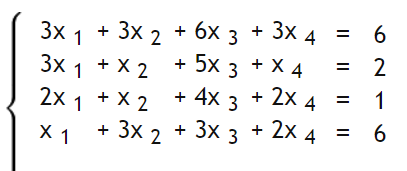 3x 1 + 3x 2 + 6x 3 + 3x 4 = 6
3x 1 + x 2 + 5x 3 + x 4 = 2
2x 1 + x 2 + 4x 3 + 2x 4 = 1
x 1 + 3x 2 + 3x 3 + 2x 4 = 6